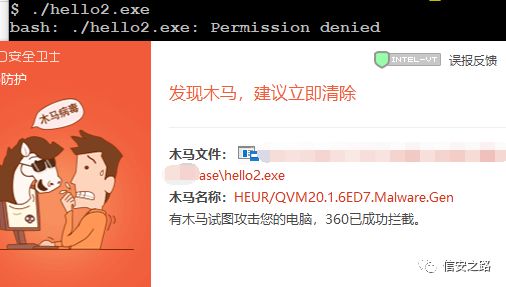 $ ./hello2.exe
bash: ./hello2.exe: Permission denied
安全卫士
INTEL-VT 误报反馈
防护
发现木马，建议立即清除
木马病毒
木马文件：
ase\hello2.exe
木马名称：HEUR/QVM20.1.6ED7.Malware.Gen
有木马试图攻击您的电脑，360已成功拦截。
信安之路